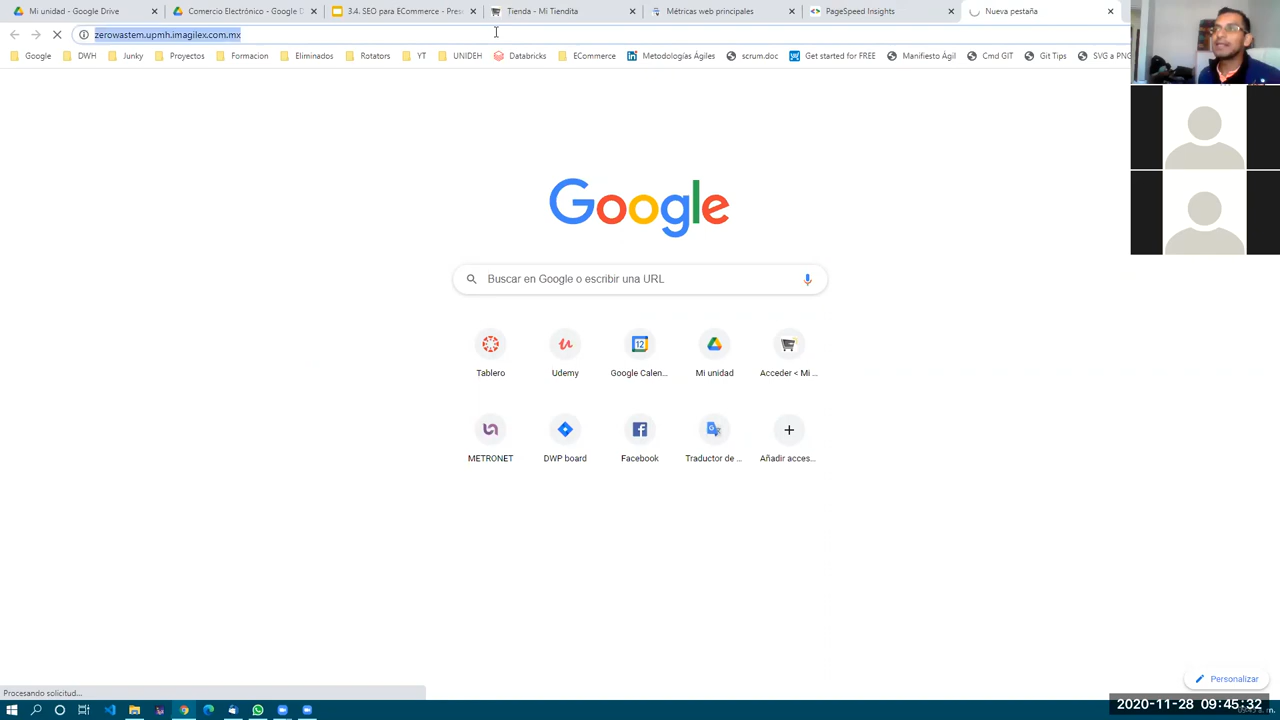 Mi unidad - Google Drive
Comercio Electrónico - Google D
3.4. SEO para ECommerce - Prese
Tienda - Mi Tiendita
Métricas web principales
PageSpeed Insights
Nueva pestaña
zerowastem.upmh.imagilex.com.mx
Google
DWH
Junky
Proyectos
Formacion
Eliminados
Rotators
YT
UNIDEH
Databricks
ECommerce
Metodologías Ágiles
scrum.doc
Get started for FREE
Manifiesto Ágil
Cmd GIT
Git Tips
SVG a PNG
Google
Buscar en Google o escribir una URL
Tablero
Udemy
Google Calen...
Mi unidad
Acceder < Mi ...
METRONET
DWP board
Facebook
Traductor de ...
Añadir acces...
Personalizar
Procesando solicitud...
2020-11-28 09:45:32